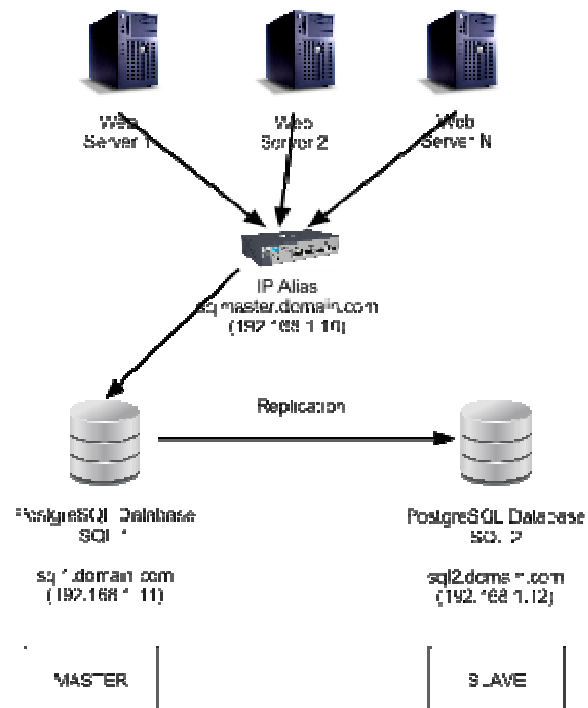 Web
Server 1
Web
Server 2
Web
Server N
IP Alias
sqlmaster.domain.com
(192.168.1.10)
Replication
PostgreSQL Database
SQL 1
sql1.domain.com
(192.168.1.11)
PostgreSQL Database
SQL 2
sql2.domain.com
(192.168.1.12)
MASTER
SLAVE